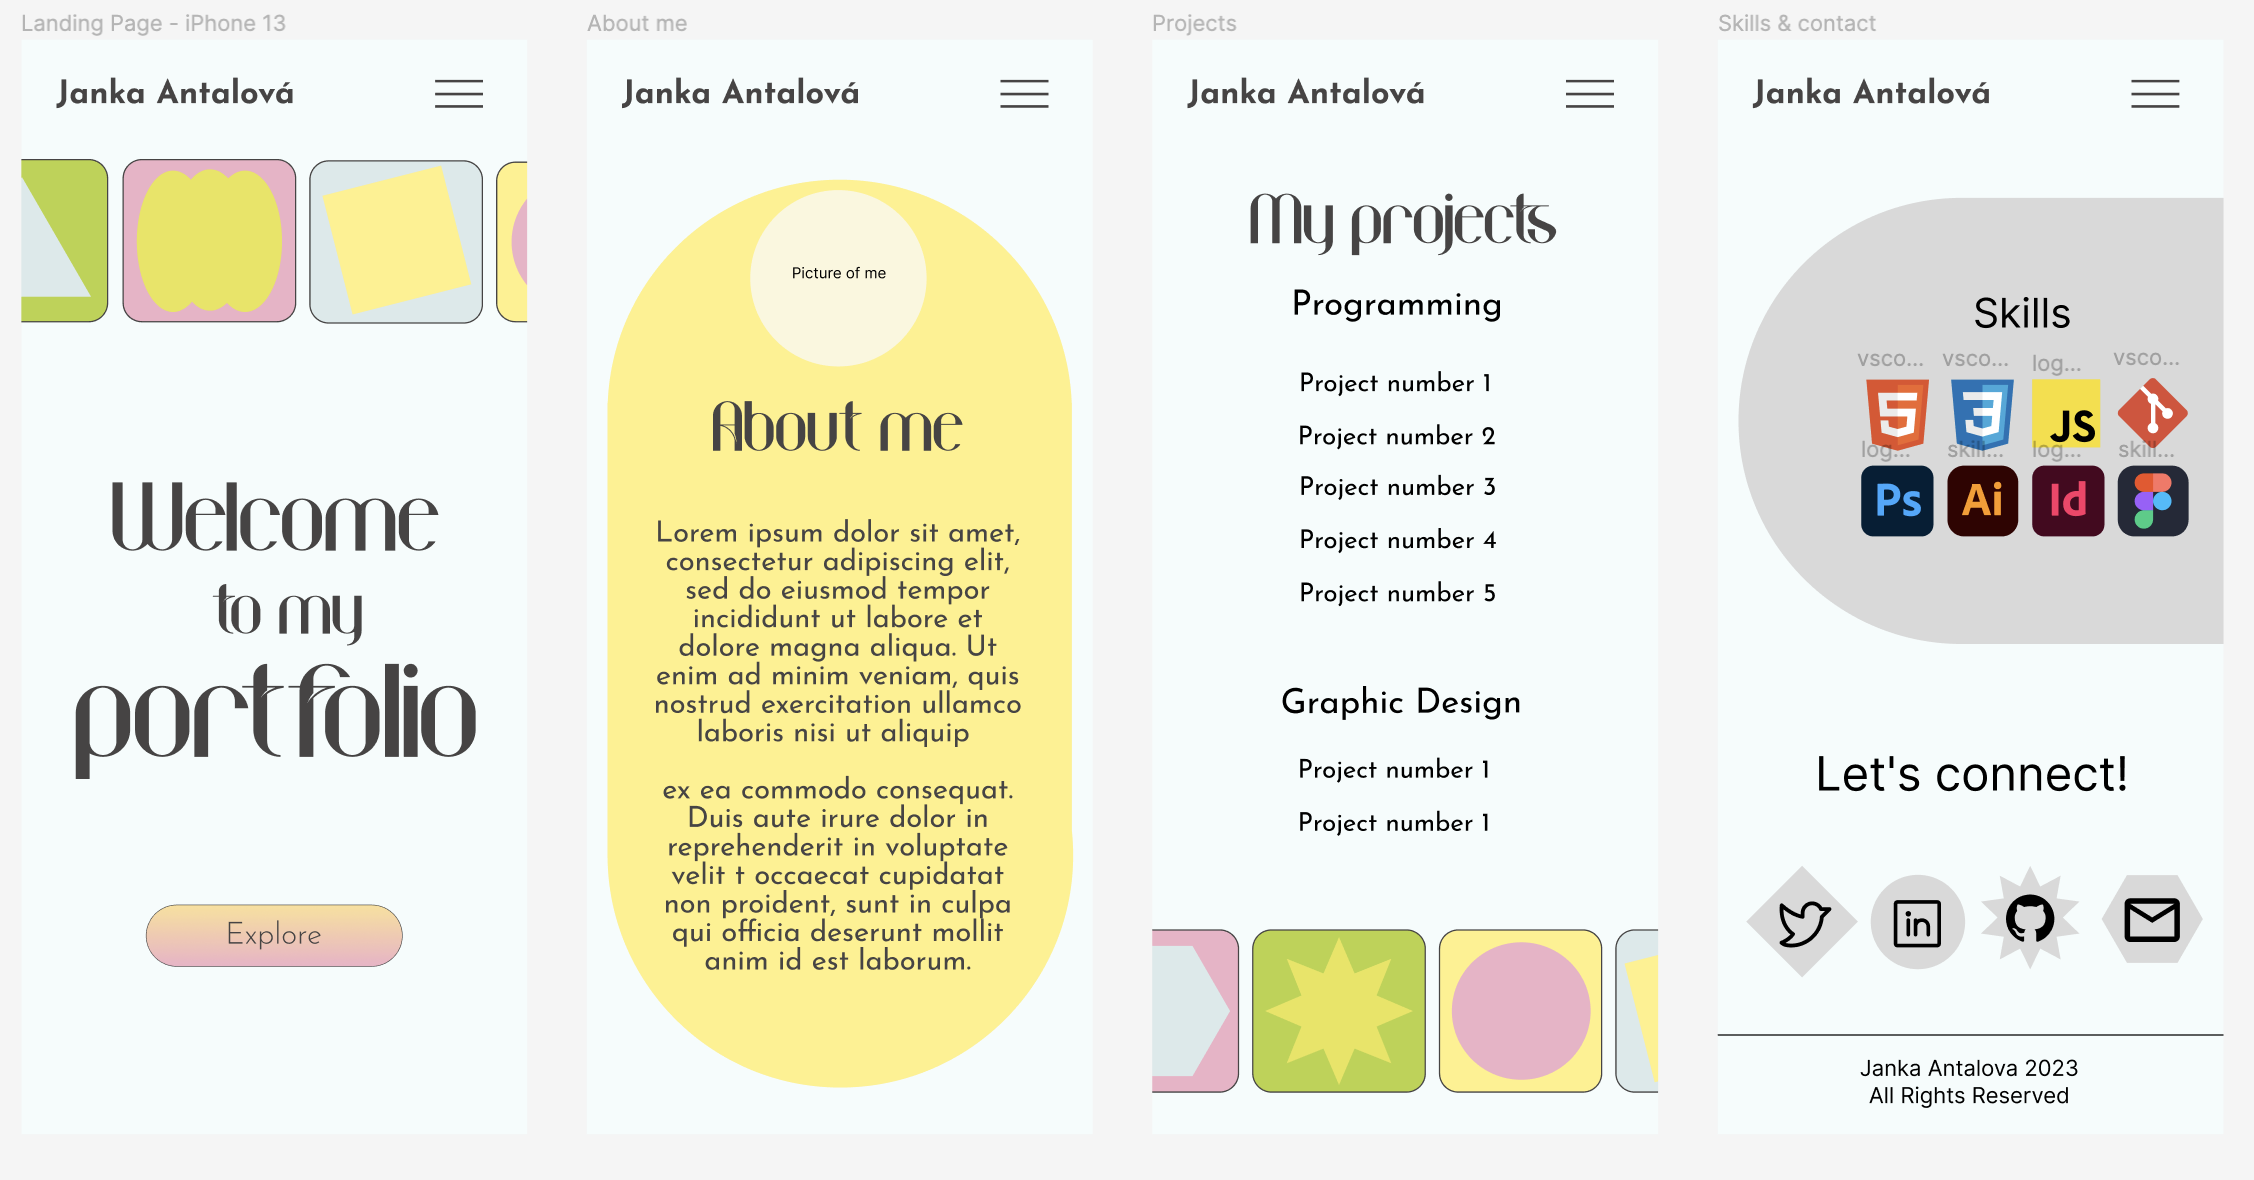 Landing Page - iPhone 13
Janka Antalová
Welcome
to my
portfolio
Explore
About me
Janka Antalová
Picture of me
About me
Lorem ipsum dolor sit amet,
consectetur adipiscing elit,
sed do eiusmod tempor
incididunt ut labore et
dolore magna aliqua. Ut
enim ad minim veniam, quis
nostrud exercitation ullamco
laboris nisi ut aliquip
ex ea commodo consequat.
Duis aute irure dolor in
reprehenderit in voluptate
velit t occaecat cupidatat
non proident, sunt in culpa
qui officia deserunt mollit
anim id est laborum.
Projects
Janka Antalová
My projects
Programming
Project number 1
Project number 2
Project number 3
Project number 4
Project number 5
Graphic Design
Project number 1
Project number 1
Skills & contact
Janka Antalová
Skills
vsco... vsco... log... vsco...
5 3 JS
log... skill... log... skill...
Ps Ai Id
Let's connect!
in
Janka Antalova 2023
All Rights Reserved